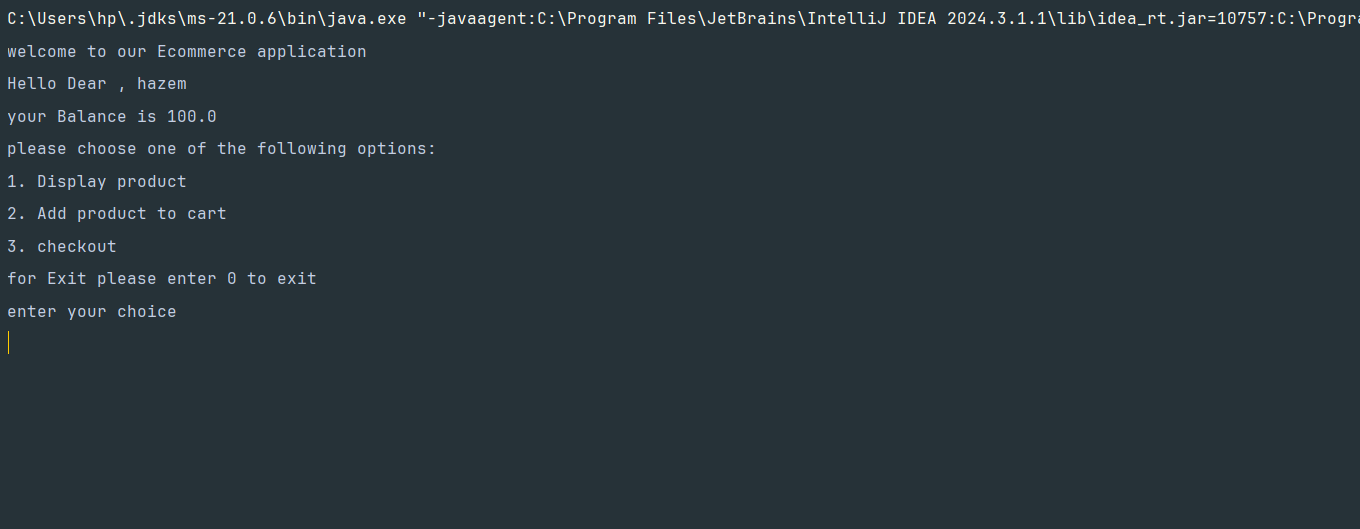 C:\Users\hp\.jdks\ms-21.0.6\bin\java.exe "-javaagent:C:\Program Files\JetBrains\IntelliJ IDEA 2024.3.1.1\lib\idea_rt.jar=10757:C:\Progra
welcome to our Ecommerce application
Hello Dear , hazem
your Balance is 100.0
please choose one of the following options:
1. Display product
2. Add product to cart
3. checkout
for Exit please enter 0 to exit
enter your choice